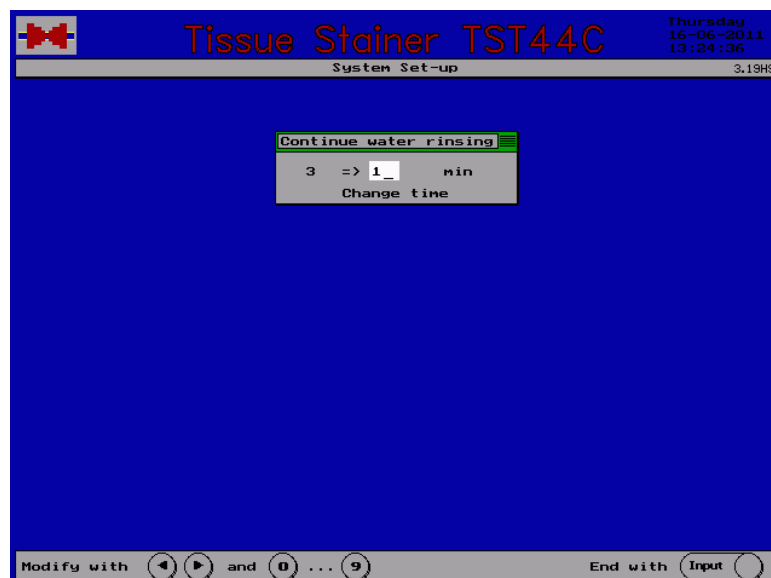 Tissue Stainer TST44C
Thursday
16-06-2011
13:24:36
System Set-up
3.19HS
Continue water rinsing
3 => 1_ min
Change time
Modify with ◄ ► and 0 ... 9
End with Input